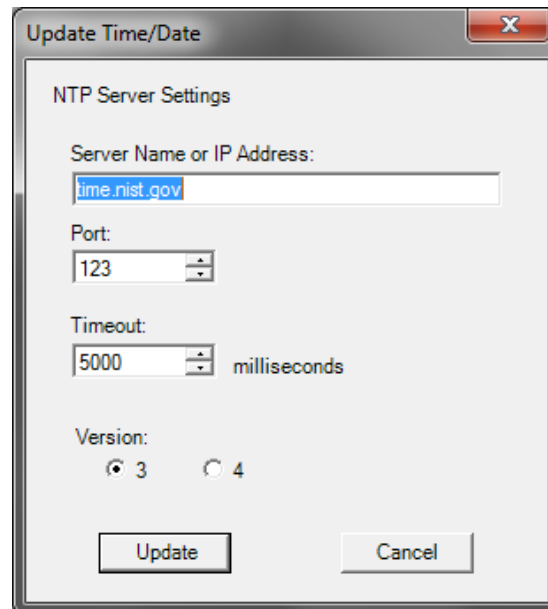 Update Time/Date
NTP Server Settings
Server Name or IP Address:
time.nist.gov
Port:
123
Timeout:
5000 milliseconds
Version:
3 4
Update Cancel